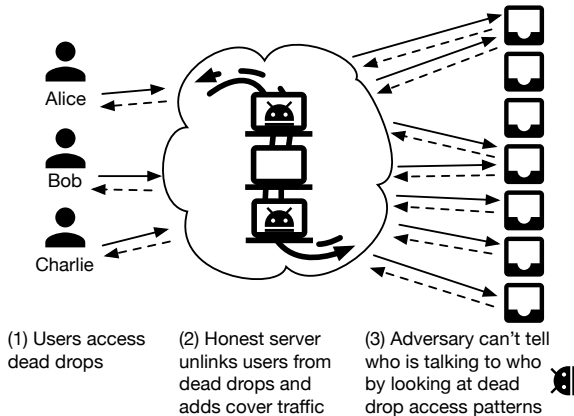 Alice
Bob
Charlie
(1) Users access
dead drops
(2) Honest server
unlinks users from
dead drops and
adds cover traffic
(3) Adversary can't tell
who is talking to who
by looking at dead
drop access patterns